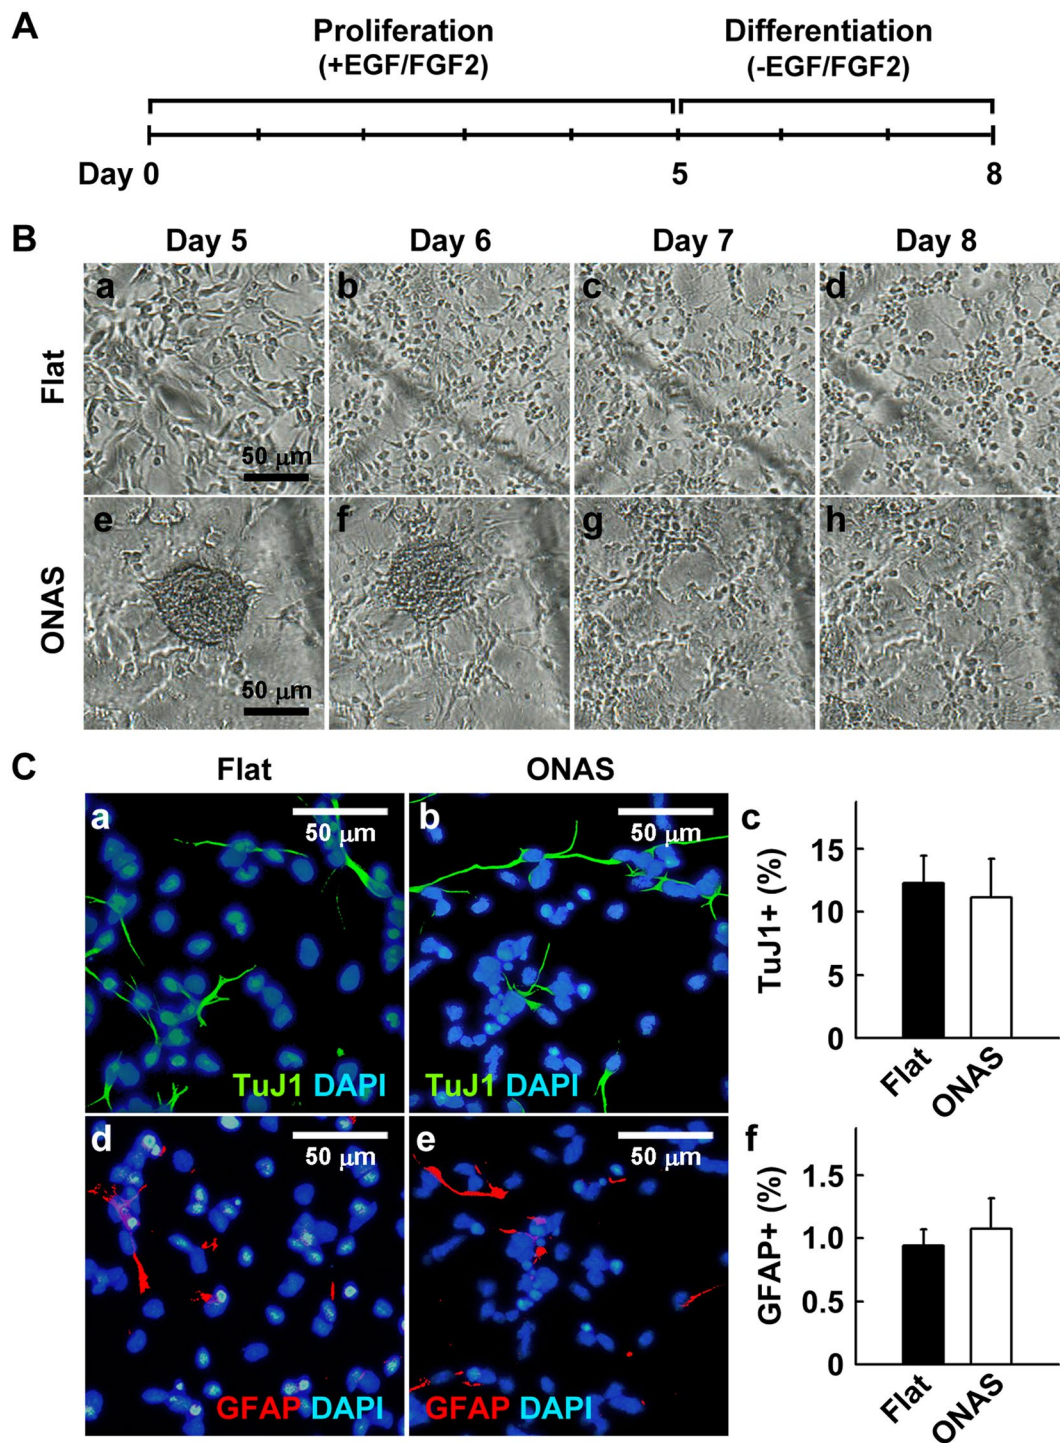 A
Proliferation
(+EGF/FGF2)
Differentiation
(-EGF/FGF2)
Day 0 5 8
B
Day 5 Day 6 Day 7 Day 8
Flat
a b c d
50 μm
ONAS
e f g h
50 μm
C
Flat ONAS
a
50 μm
TuJ1 DAPI
b
50 μm
TuJ1 DAPI
c
TuJ1+ (%)
15
10
5
0
Flat
ONAS
d
50 μm
GFAP DAPI
e
50 μm
GFAP DAPI
f
GFAP+ (%)
1.5
1.0
0.5
0
Flat
ONAS